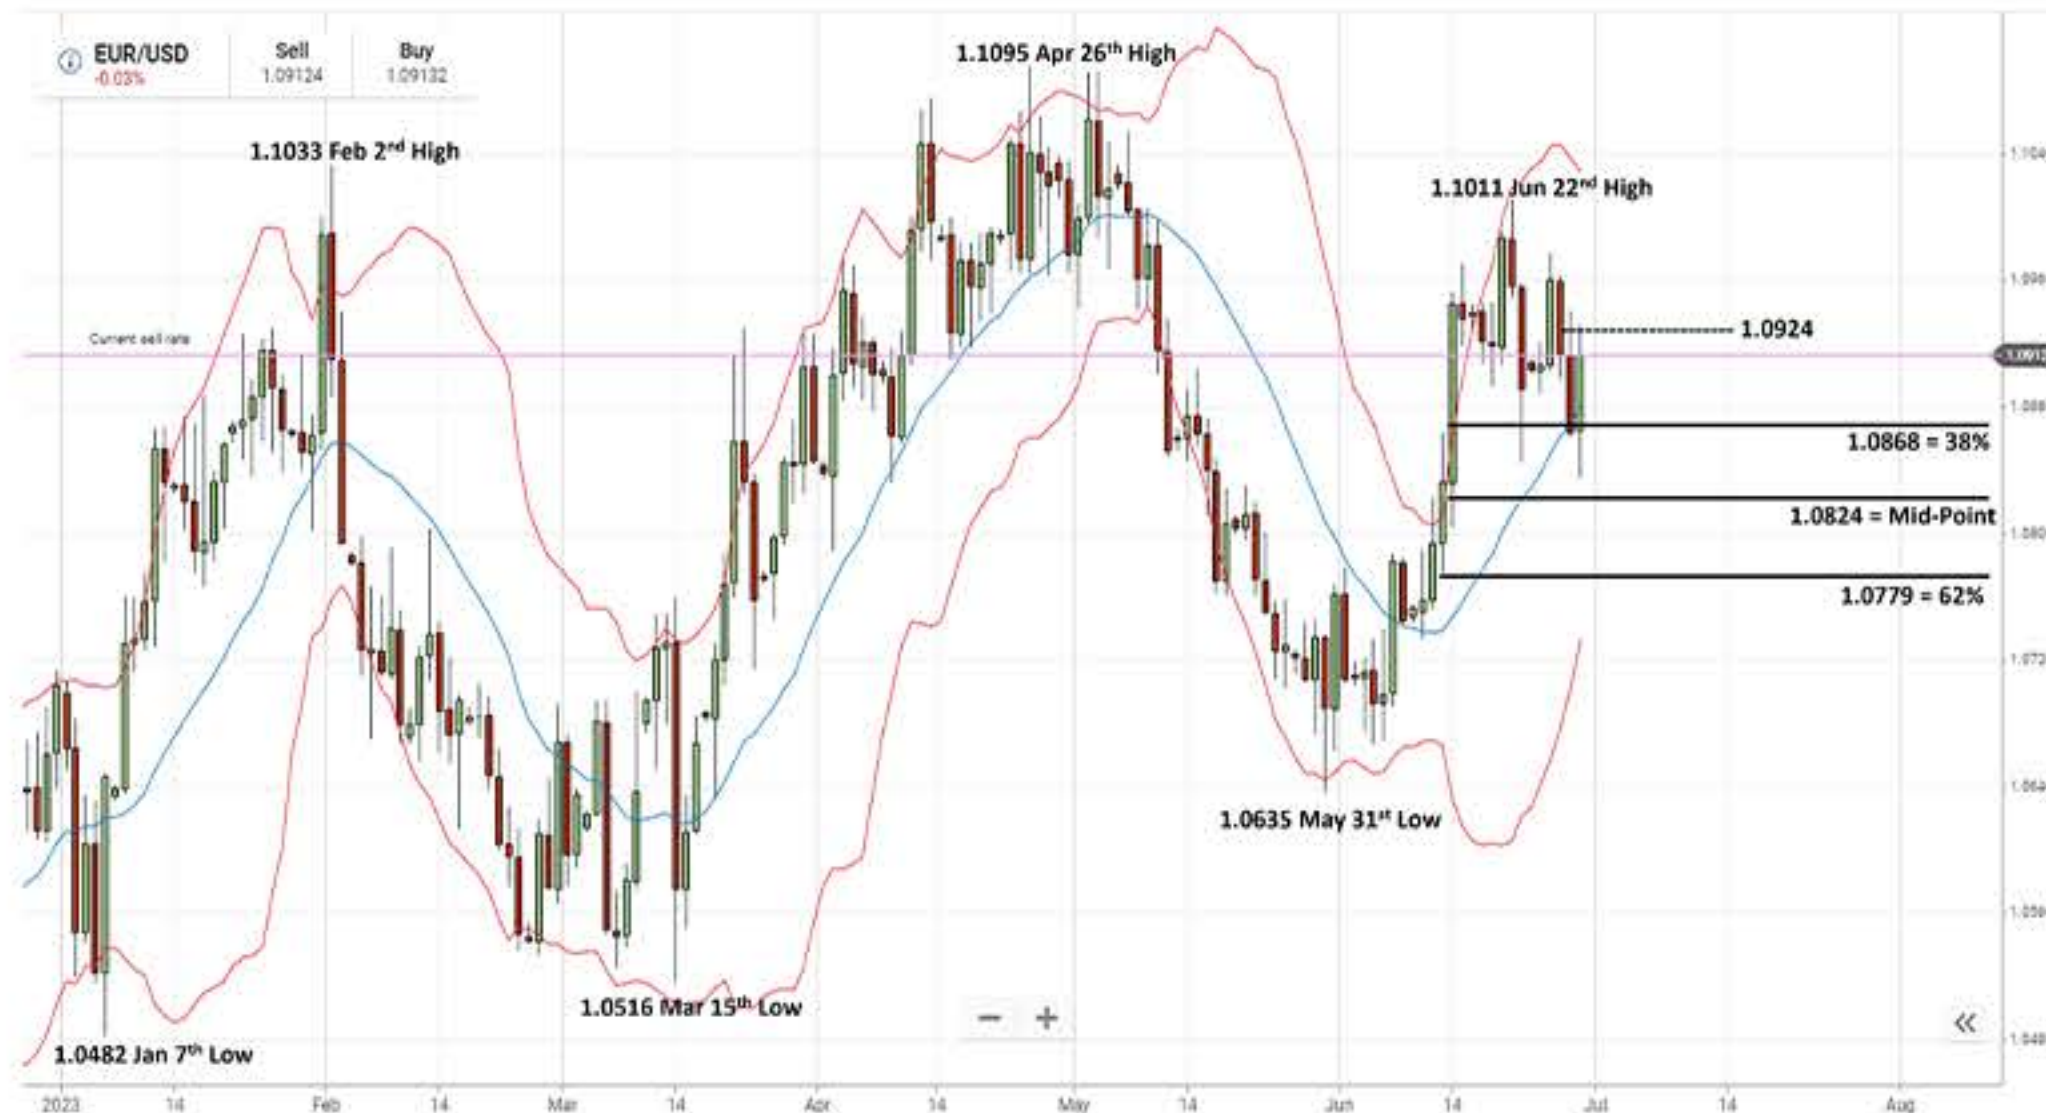 EUR/USD
-0.03%
Sell
1.09124
Buy
1.09132
1.1095 Apr 26th High
1.1033 Feb 2nd High
1.1011 Jun 22nd High
Current sell rate
1.0924
1.0868 = 38%
1.0824 = Mid-Point
1.0779 = 62%
1.0635 May 31st Low
1.0516 Mar 15th Low
1.0482 Jan 7th Low
− +
«
2023 14 Feb 14 Mar 14 Apr 14 May 14 Jun 14 Jul 14 Aug